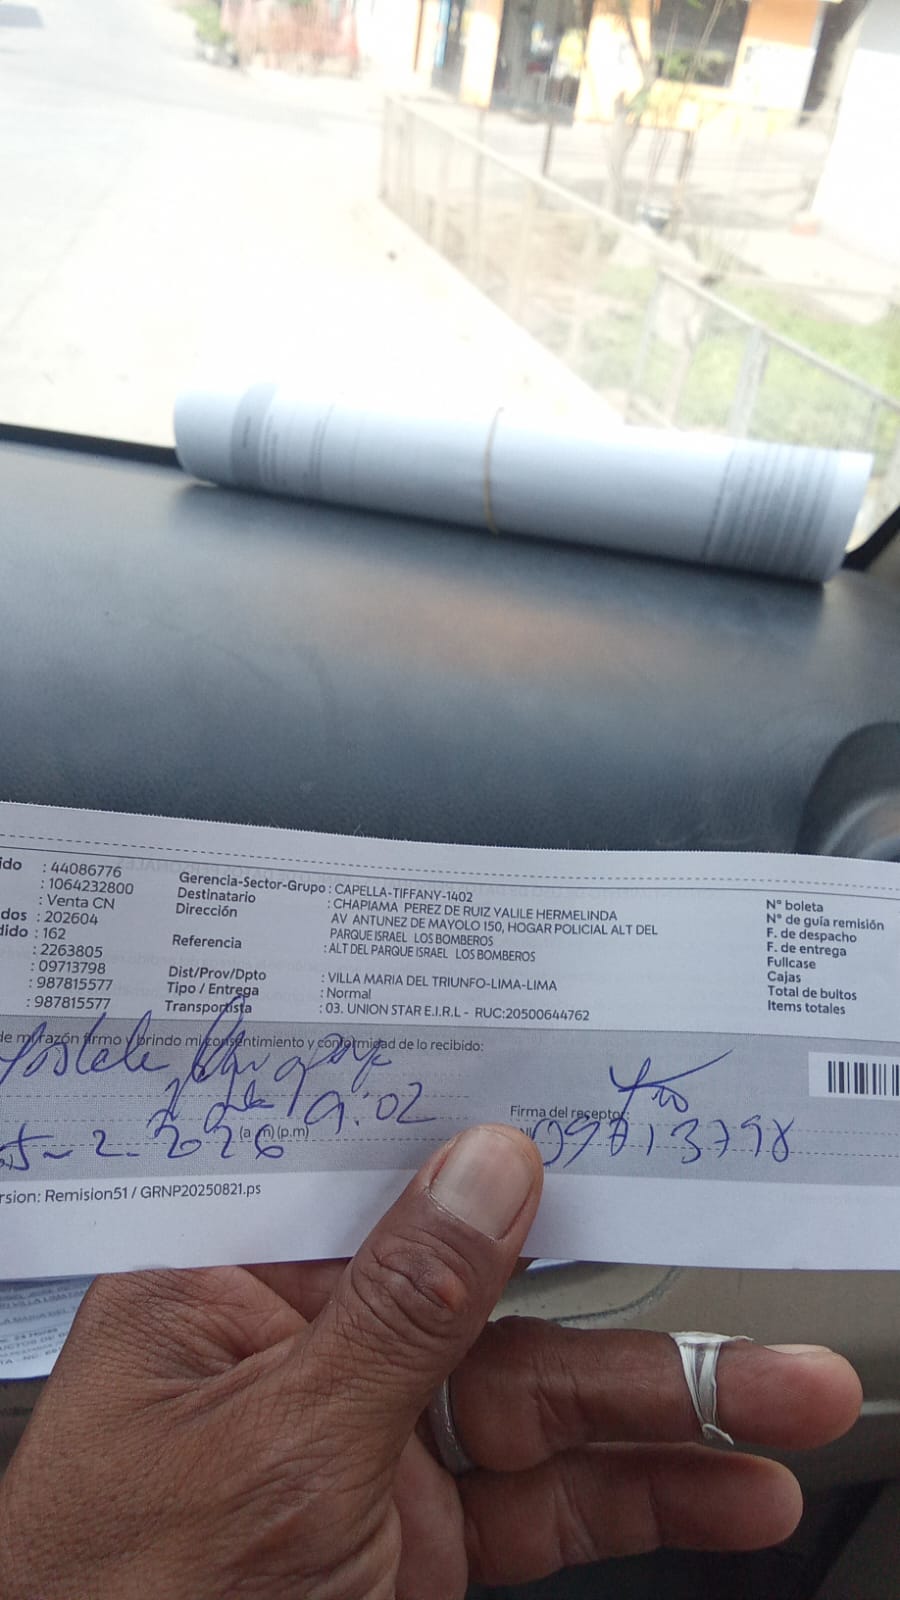 ido : 44086776
: 1064232800
: Venta CN
dos : 202604
dido : 162
: 2263805
: 09713798
: 987815577
: 987815577
Gerencia-Sector-Grupo : CAPELLA-TIFFANY-1402
Destinatario : CHAPIAMA PEREZ DE RUIZ YALILE HERMELINDA
Dirección AV ANTUNEZ DE MAYOLO 150, HOGAR POLICIAL ALT DEL
PARQUE ISRAEL LOS BOMBEROS
Referencia : ALT DEL PARQUE ISRAEL LOS BOMBEROS
Dist/Prov/Dpto : VILLA MARIA DEL TRIUNFO-LIMA-LIMA
Tipo / Entrega : Normal
Transportista : 03. UNION STAR E.I.R.L - RUC:20500644762
N° boleta
N° de guía remisión
F. de despacho
F. de entrega
Fullcase
Cajas
Total de bultos
Items totales
de mi razón firmo y brindo mi consentimiento y conformidad de lo recibido:
9:02
5-2-2026 (a.m)(p.m)
Firma del receptor:
09713798
rsion: Remision51 / GRNP20250821.ps